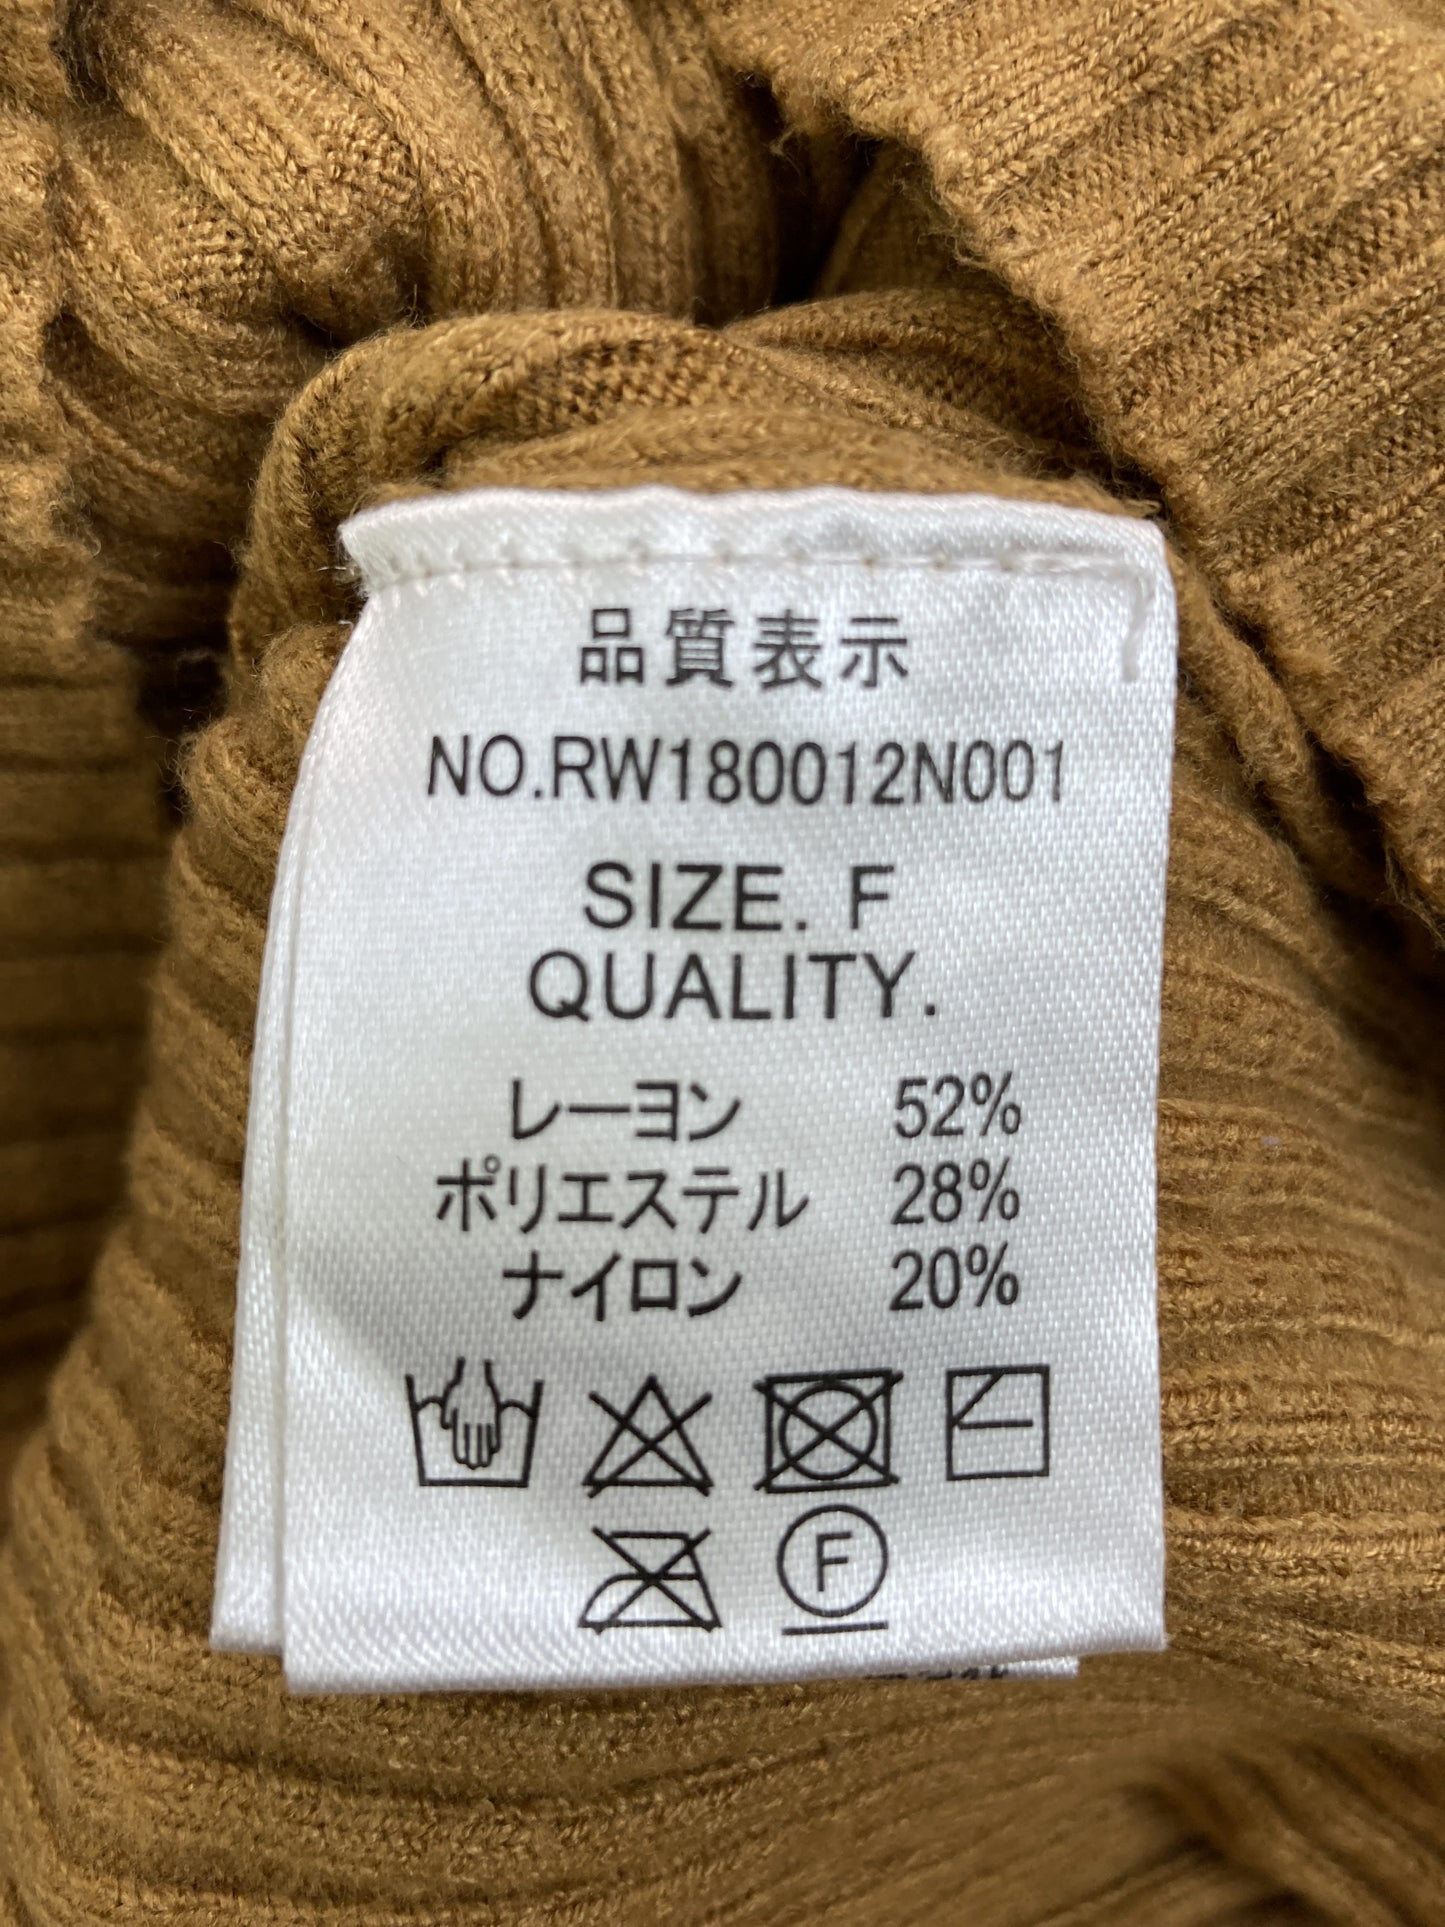 品質表示
NO.RW180012N001
SIZE. F
QUALITY.
レーヨン 52%
ポリエステル 28%
ナイロン 20%
F